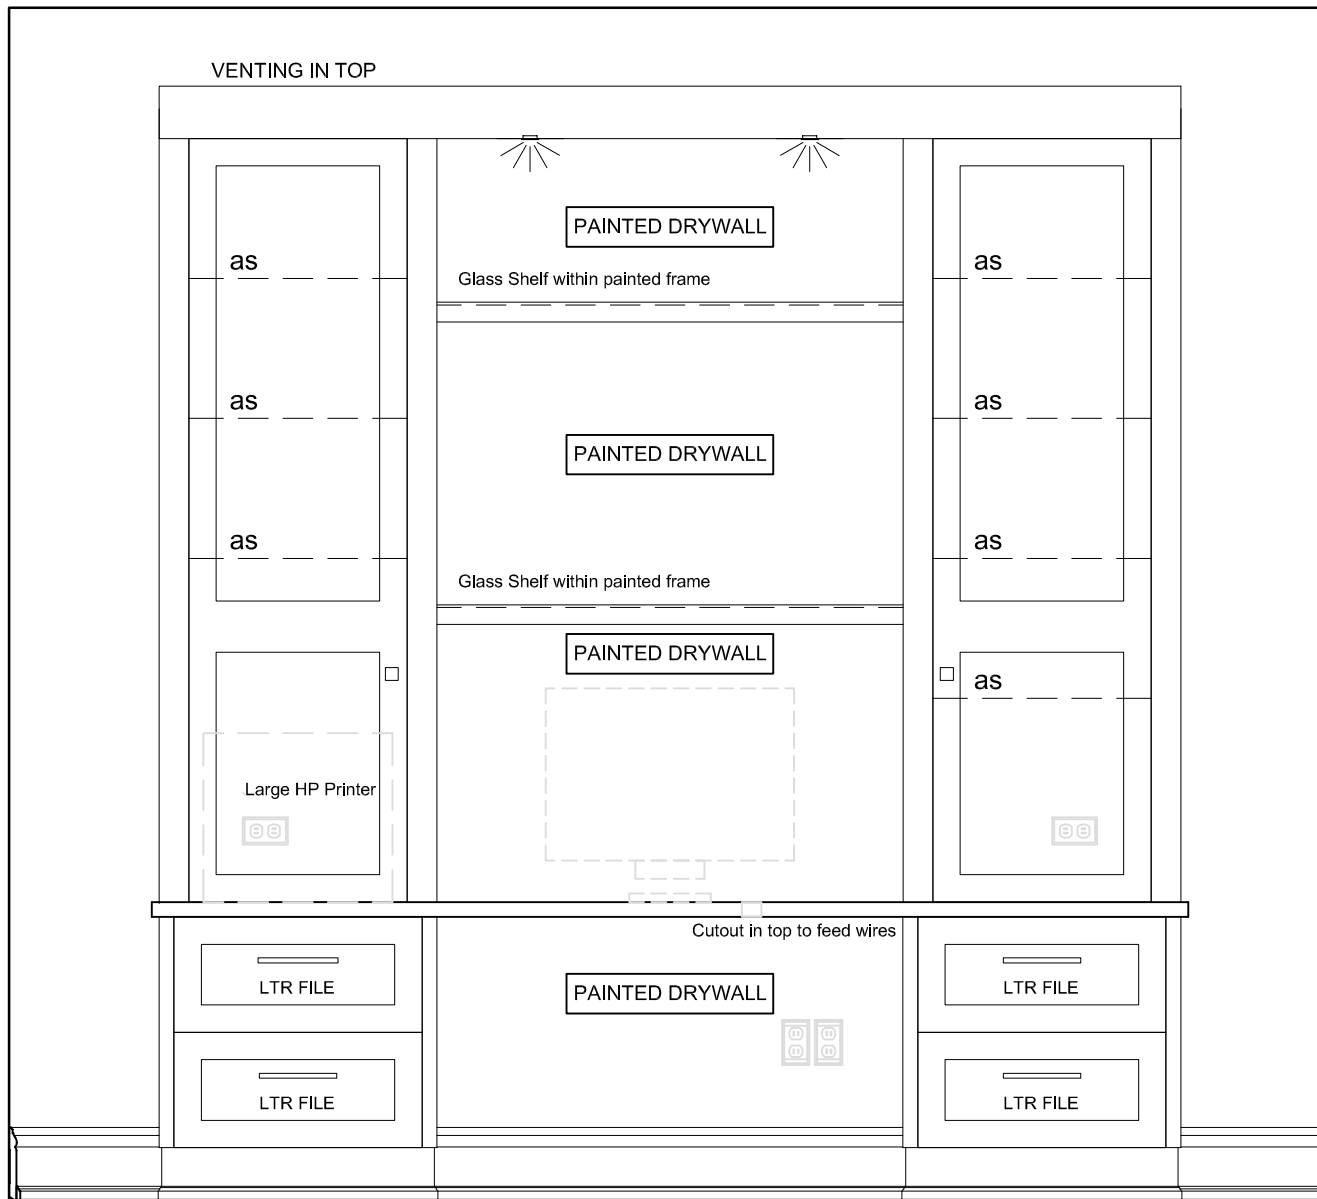 VENTING IN TOP
PAINTED DRYWALL
as
as
Glass Shelf within painted frame
as
as
PAINTED DRYWALL
as
as
Glass Shelf within painted frame
PAINTED DRYWALL
as
Large HP Printer
Cutout in top to feed wires
LTR FILE
PAINTED DRYWALL
LTR FILE
LTR FILE
LTR FILE